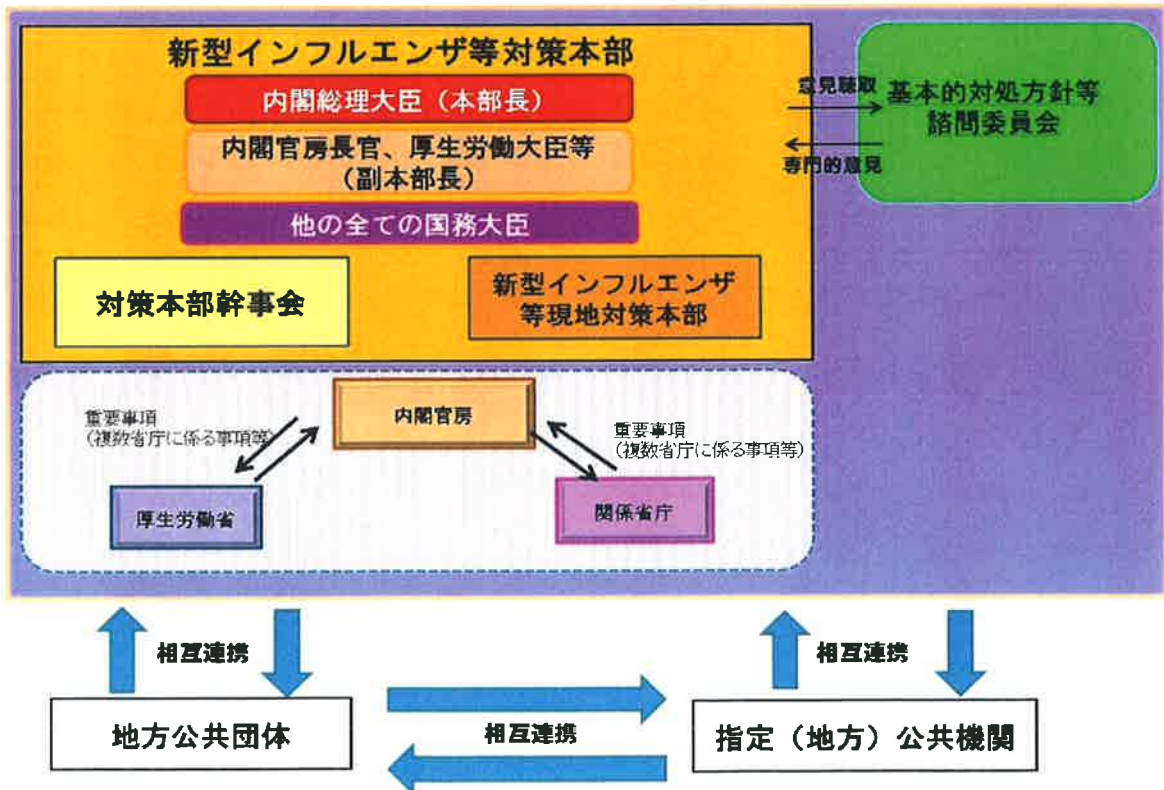 新型インフルエンザ等対策本部
内閣総理大臣（本部長）
内閣官房長官、厚生労働大臣等
（副本部長）
他の全ての国務大臣
対策本部幹事会
新型インフルエンザ
等現地対策本部
意見聴取
専門的意見
基本的対処方針等
諮問委員会
内閣官房
重要事項
(複数省庁に係る事項等)
重要事項
(複数省庁に係る事項等)
厚生労働省
関係省庁
相互連携
相互連携
地方公共団体
相互連携
指定（地方）公共機関